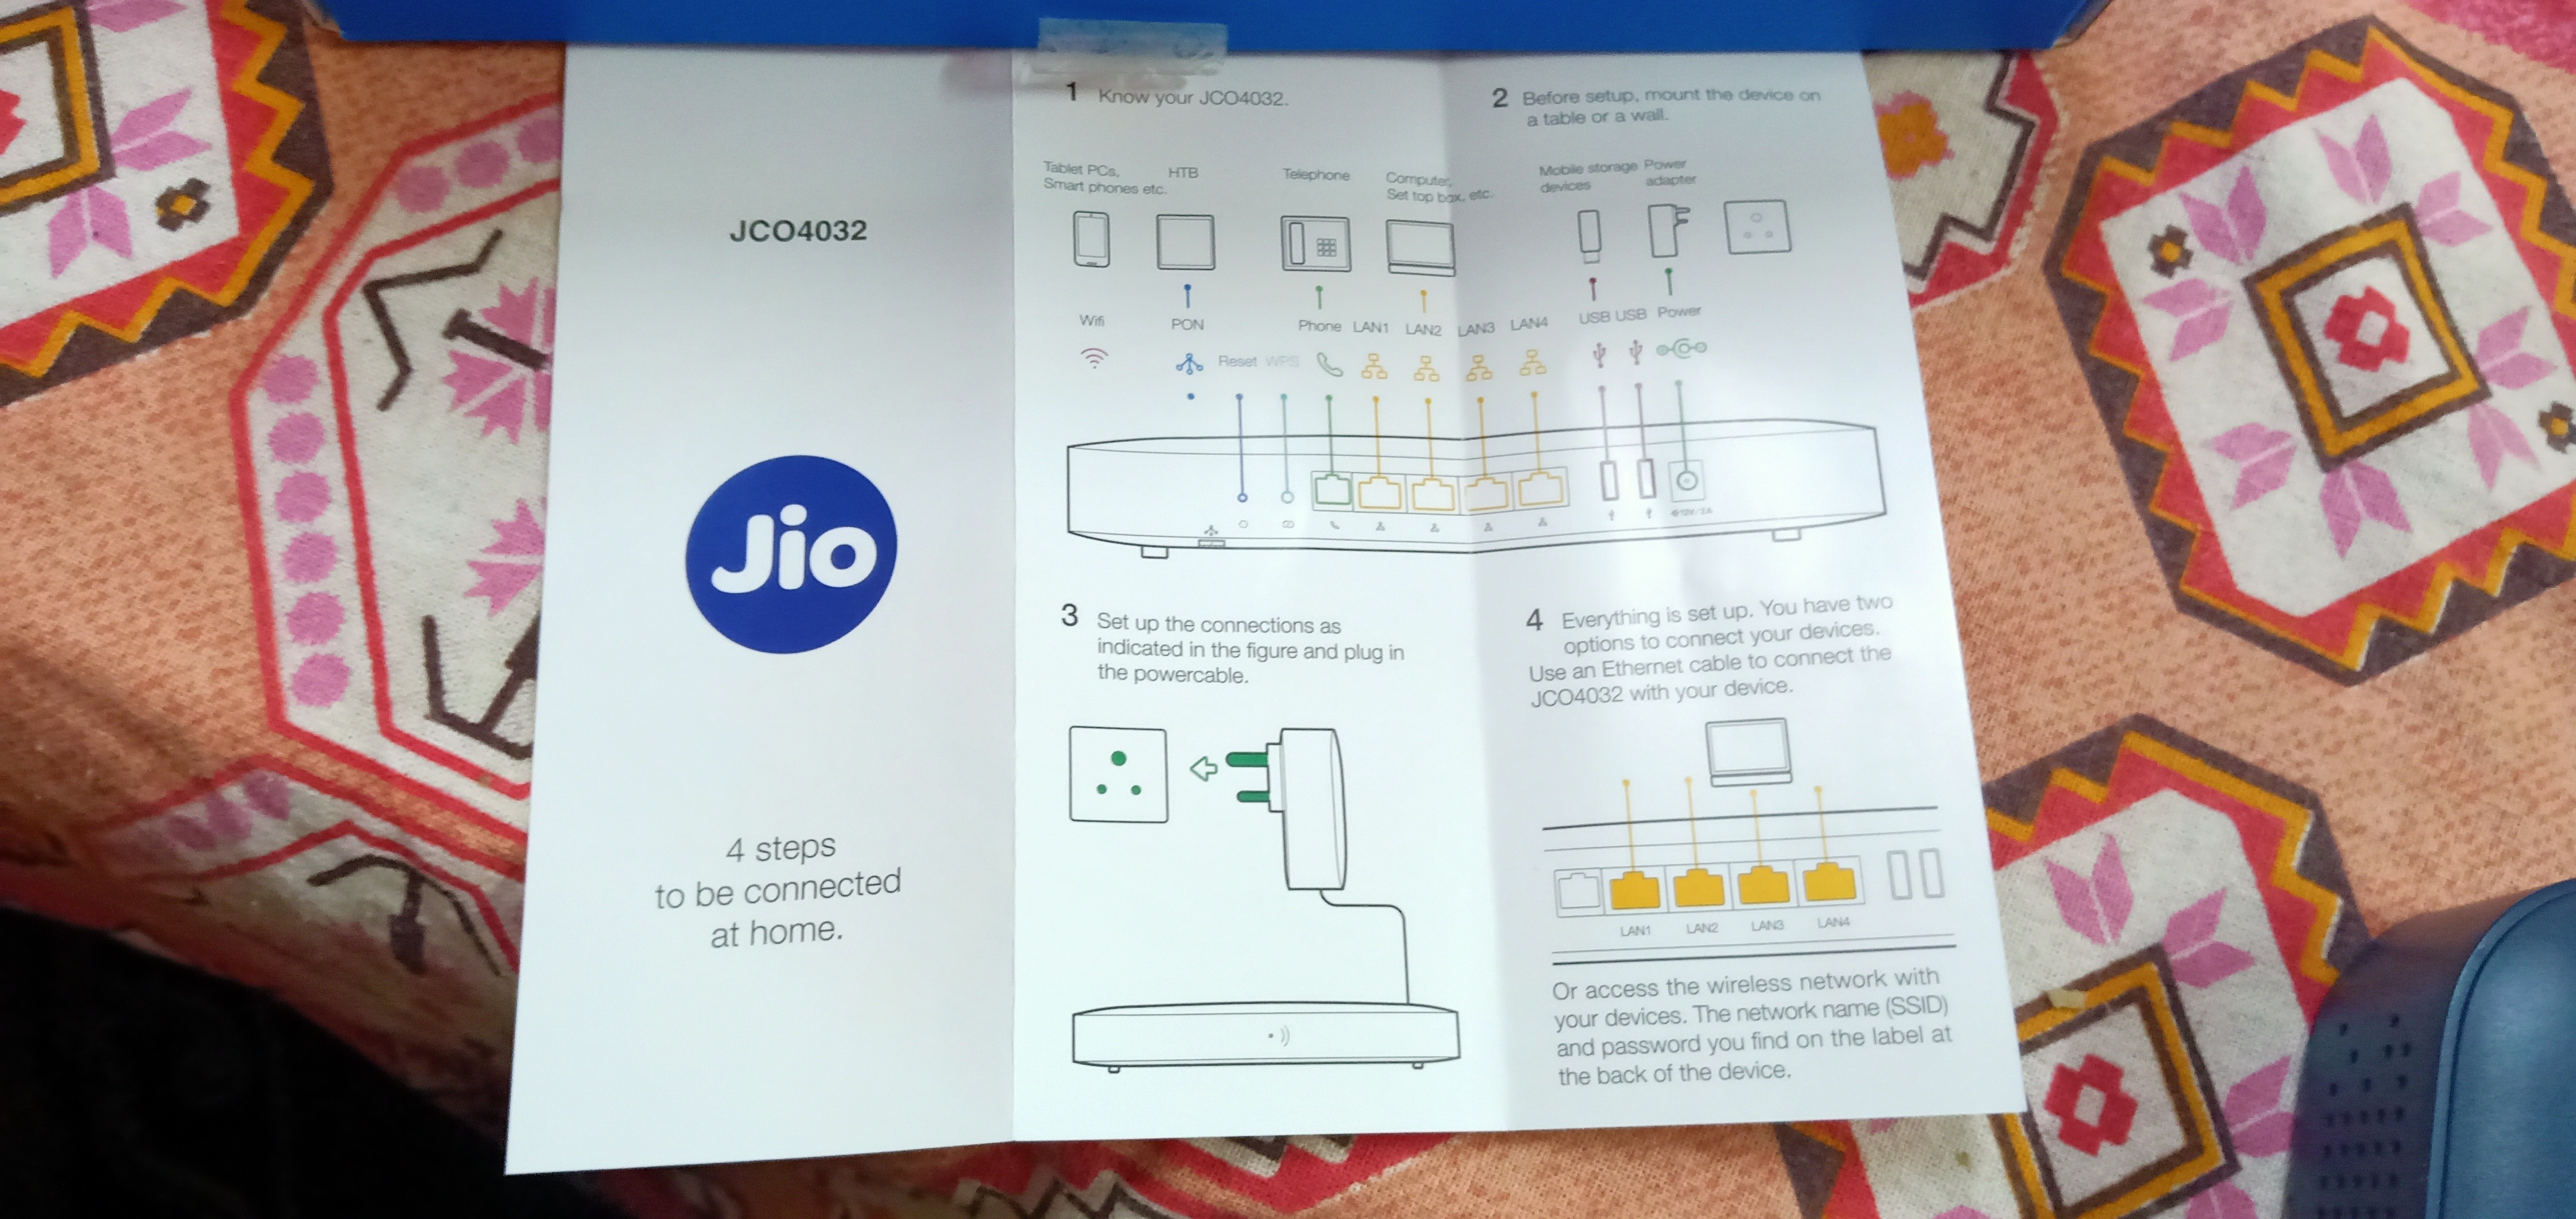 JCO4032
Jio
4 steps
to be connected
at home.
1 Know your JCO4032.
Tablet PCs,
Smart phones etc.
HTB
Telephone
Computer,
Set top box, etc.
Wifi
PON
Reset
WPS
Phone
LAN1
LAN2
LAN3
LAN4
2 Before setup, mount the device on
a table or a wall.
Mobile storage
devices
Power
adapter
USB
USB
Power
3 Set up the connections as
indicated in the figure and plug in
the powercable.
4 Everything is set up. You have two
options to connect your devices.
Use an Ethernet cable to connect the
JCO4032 with your device.
LAN1
LAN2
LAN3
LAN4
Or access the wireless network with
your devices. The network name (SSID)
and password you find on the label at
the back of the device.